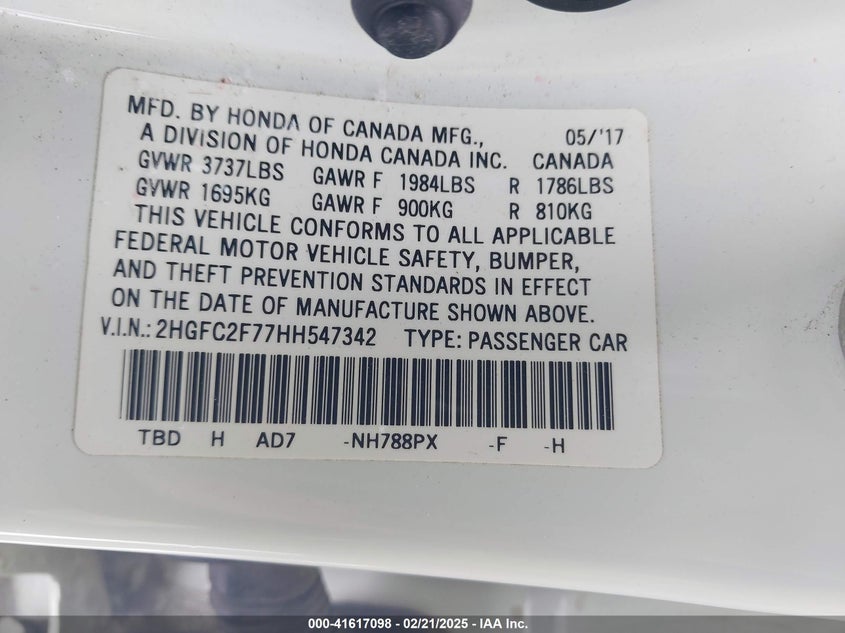 MFD. BY HONDA OF CANADA MFG., 05/'17
A DIVISION OF HONDA CANADA INC. CANADA
GVWR 3737LBS GAWR F 1984LBS R 1786LBS
GVWR 1695KG GAWR F 900KG R 810KG
THIS VEHICLE CONFORMS TO ALL APPLICABLE
FEDERAL MOTOR VEHICLE SAFETY, BUMPER,
AND THEFT PREVENTION STANDARDS IN EFFECT
ON THE DATE OF MANUFACTURE SHOWN ABOVE.
V.I.N.: 2HGFC2F77HH547342 TYPE: PASSENGER CAR
TBD H AD7 -NH788PX -F -H
000-41617098 - 02/21/2025 - IAA Inc.